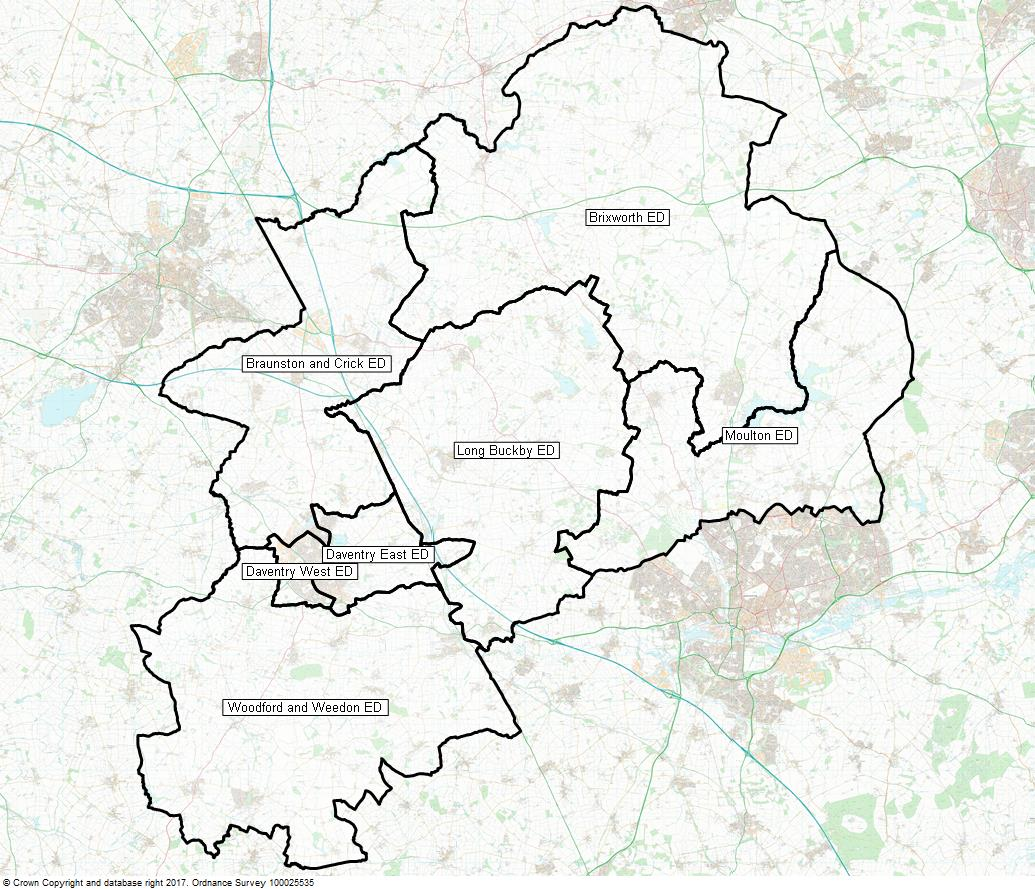 Brixworth ED
Braunston and Crick ED
Moulton ED
Long Buckby ED
Daventry East ED
Daventry West ED
Woodford and Weedon ED
© Crown Copyright and database right 2017. Ordnance Survey 100025535